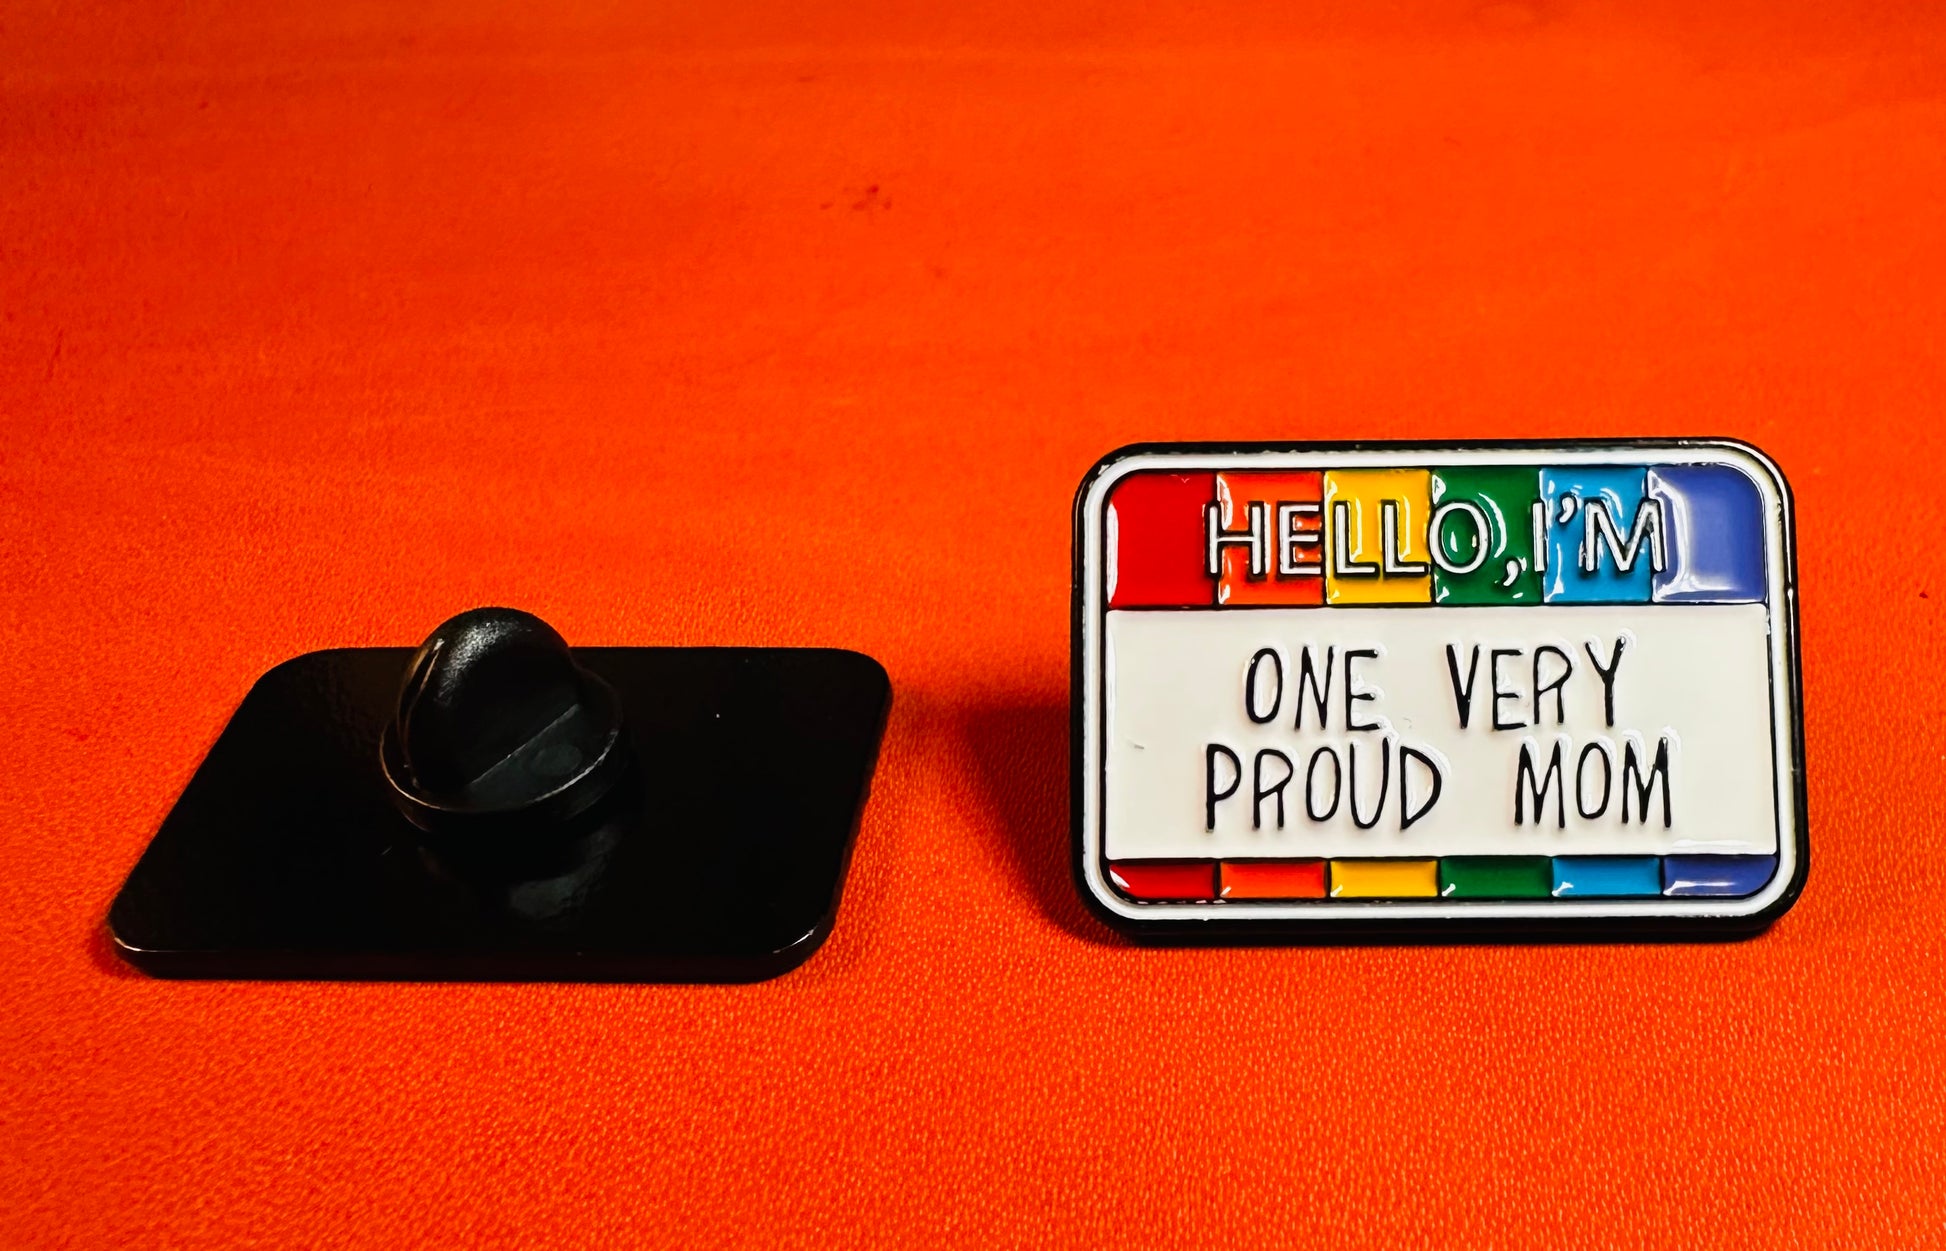 HELLO, I'M
ONE VERY
PROUD MOM